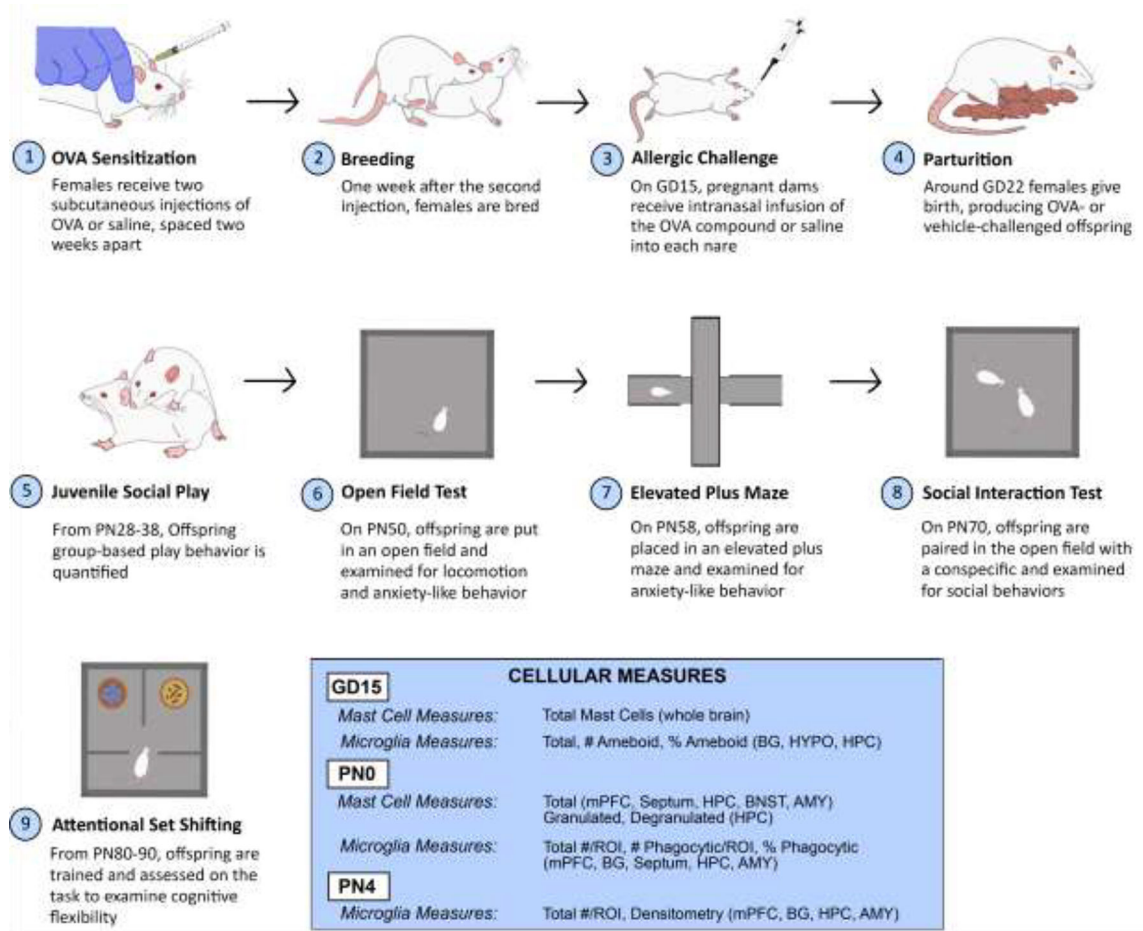 1 OVA Sensitization
Females receive two
subcutaneous injections of
OVA or saline, spaced two
weeks apart
2 Breeding
One week after the second
injection, females are bred
3 Allergic Challenge
On GD15, pregnant dams
receive intranasal infusion of
the OVA compound or saline
into each nare
4 Parturition
Around GD22 females give
birth, producing OVA- or
vehicle-challenged offspring
5 Juvenile Social Play
From PN28-38, Offspring
group-based play behavior is
quantified
6 Open Field Test
On PN50, offspring are put
in an open field and
examined for locomotion
and anxiety-like behavior
7 Elevated Plus Maze
On PN58, offspring are
placed in an elevated plus
maze and examined for
anxiety-like behavior
8 Social Interaction Test
On PN70, offspring are
paired in the open field with
a conspecific and examined
for social behaviors
9 Attentional Set Shifting
From PN80-90, offspring are
trained and assessed on the
task to examine cognitive
flexibility
CELLULAR MEASURES
GD15
Mast Cell Measures: Total Mast Cells (whole brain)
Microglia Measures: Total, # Ameboid, % Ameboid (BG, HYPO, HPC)
PN0
Mast Cell Measures: Total (mPFC, Septum, HPC, BNST, AMY)
Granulated, Degranulated (HPC)
Microglia Measures: Total #/ROI, # Phagocytic/ROI, % Phagocytic
(mPFC, BG, Septum, HPC, AMY)
PN4
Microglia Measures: Total #/ROI, Densitometry (mPFC, BG, HPC, AMY)